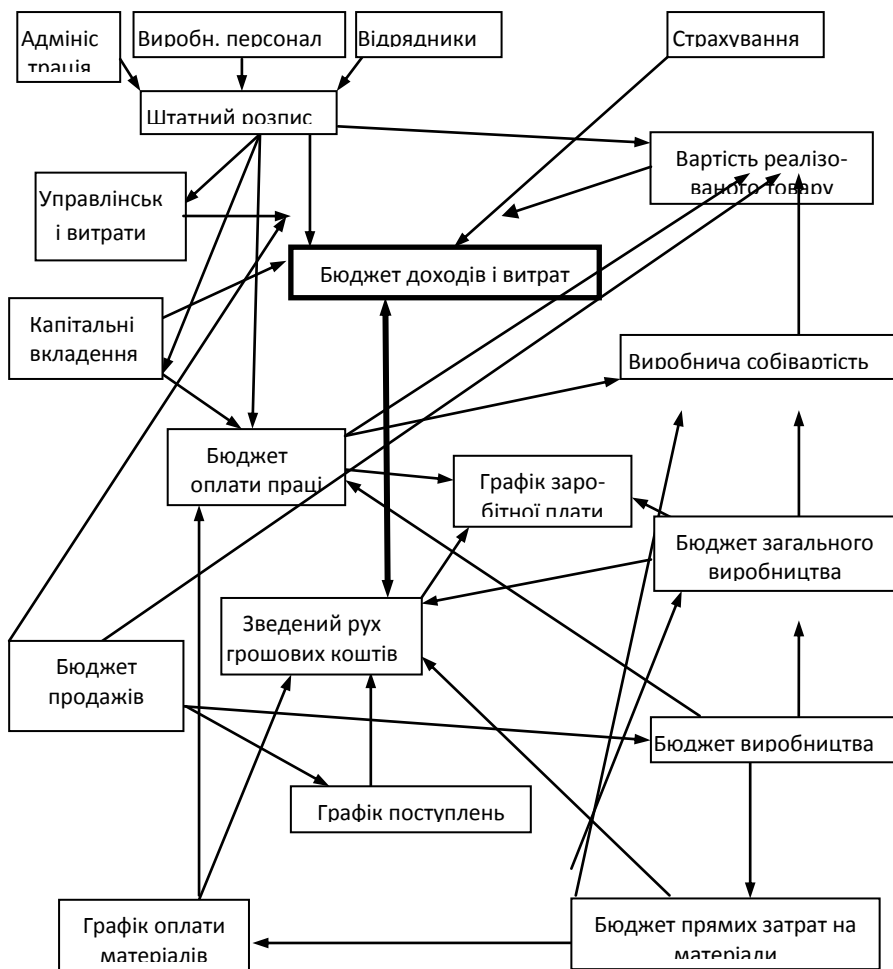 Адмініс
трація
Виробн. персонал
Відрядники
Страхування
Штатний розпис
Вартість реалізо-
ваного товару
Управлінськ
і витрати
Бюджет доходів і витрат
Капітальні
вкладення
Виробнича собівартість
Бюджет
оплати праці
Графік заро-
бітної плати
Бюджет загального
виробництва
Зведений рух
грошових коштів
Бюджет
продажів
Бюджет виробництва
Графік поступлень
Графік оплати
матеріалів
Бюджет прямих затрат на
матеріали